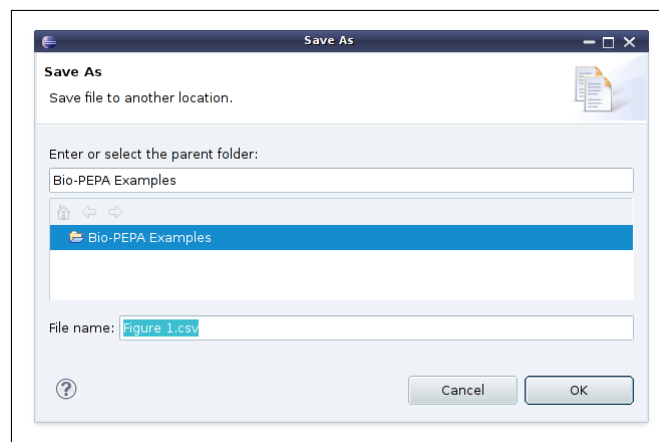 Save As
Save As
Save file to another location.
Enter or select the parent folder:
Bio-PEPA Examples
Bio-PEPA Examples
File name: Figure 1.csv
? Cancel OK